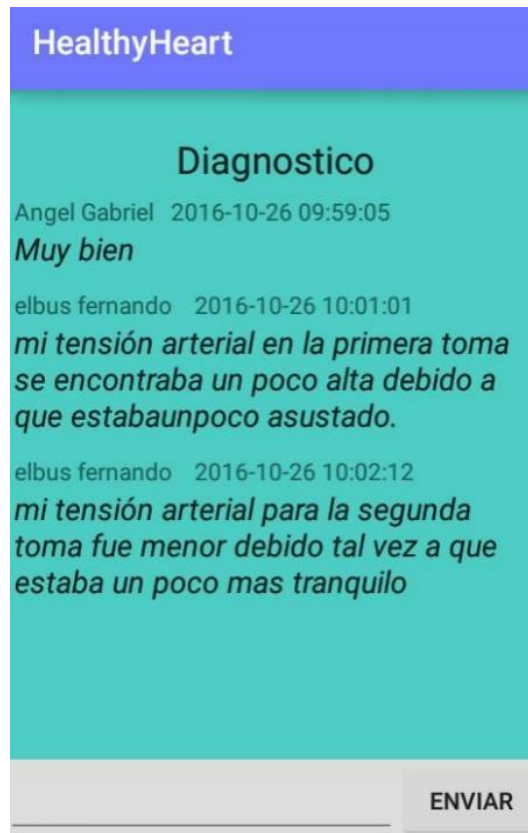 HealthyHeart
Diagnostico
Angel Gabriel 2016-10-26 09:59:05
Muy bien
elbus fernando 2016-10-26 10:01:01
mi tensión arterial en la primera toma
se encontraba un poco alta debido a
que estabaunpoco asustado.
elbus fernando 2016-10-26 10:02:12
mi tensión arterial para la segunda
toma fue menor debido tal vez a que
estaba un poco mas tranquilo
ENVIAR